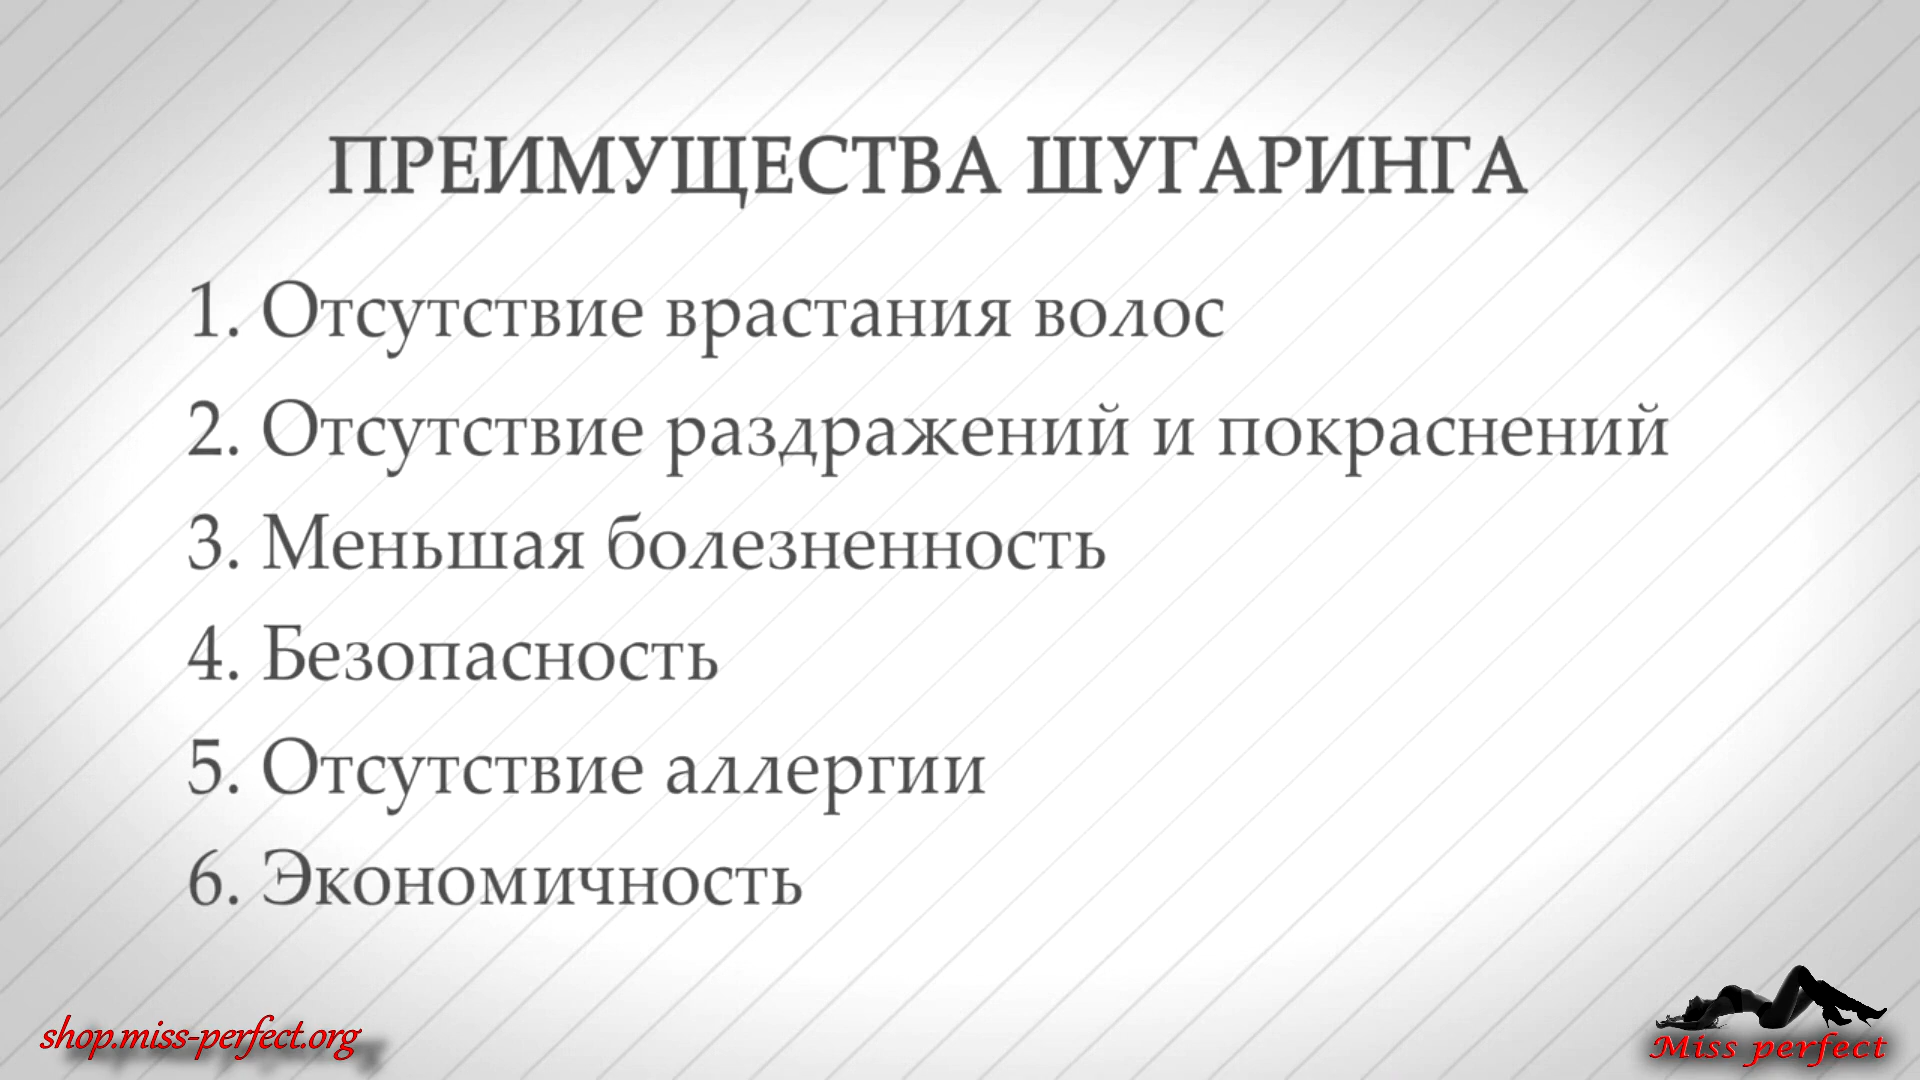 ПРЕИМУЩЕСТВА ШУГАРИНГА
1. Отсутствие врастания волос
2. Отсутствие раздражений и покраснений
3. Меньшая болезненность
4. Безопасность
5. Отсутствие аллергии
6. Экономичность
shop.miss-perfect.org
Miss perfect